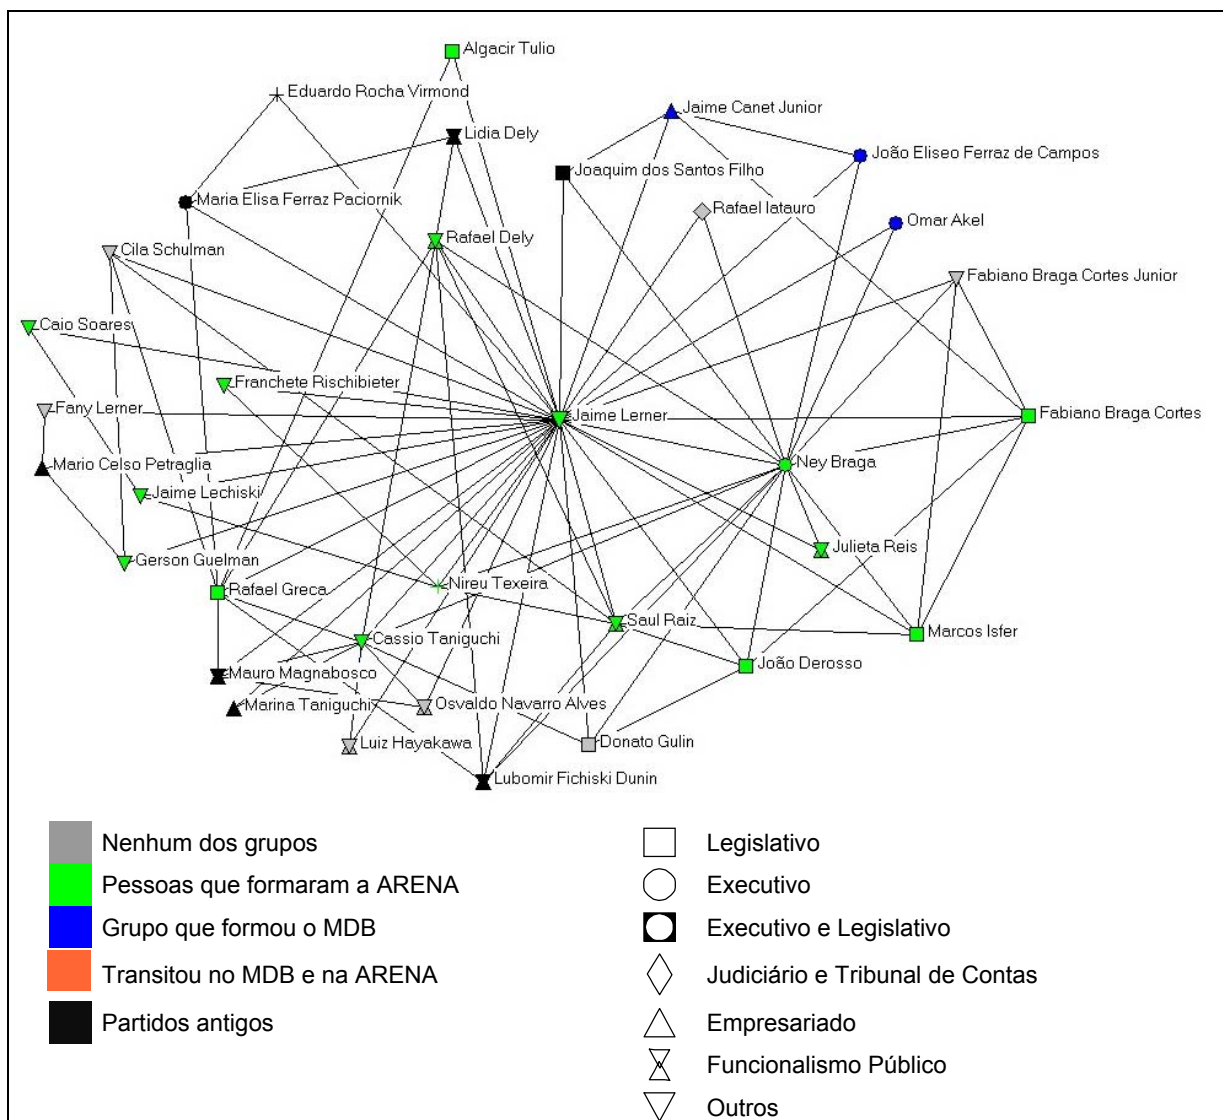 Algacir Tulio
Eduardo Rocha Virmond
Jaime Canet Junior
Lidia Dely
João Eliseo Ferraz de Campos
Joaquim dos Santos Filho
Maria Elisa Ferraz Paciornik
Rafael Iatauro
Omar Akel
Rafael Dely
Cila Schulman
Fabiano Braga Cortes Junior
Caio Soares
Franchete Rischibieter
Fany Lerner
Jaime Lerner
Fabiano Braga Cortes
Ney Braga
Mario Celso Petraglia
Jaime Lechiski
Julieta Reis
Gerson Guelman
Nireu Texeira
Rafael Greca
Saul Raiz
Marcos Isfer
Cassio Taniguchi
João Derosso
Mauro Magnabosco
Marina Taniguchi
Osvaldo Navarro Alves
Luiz Hayakawa
Donato Gulin
Lubomir Fichiski Dunin
Nenhum dos grupos
Pessoas que formaram a ARENA
Grupo que formou o MDB
Transitou no MDB e na ARENA
Partidos antigos
Legislativo
Executivo
Executivo e Legislativo
Judiciário e Tribunal de Contas
Empresariado
Funcionalismo Público
Outros